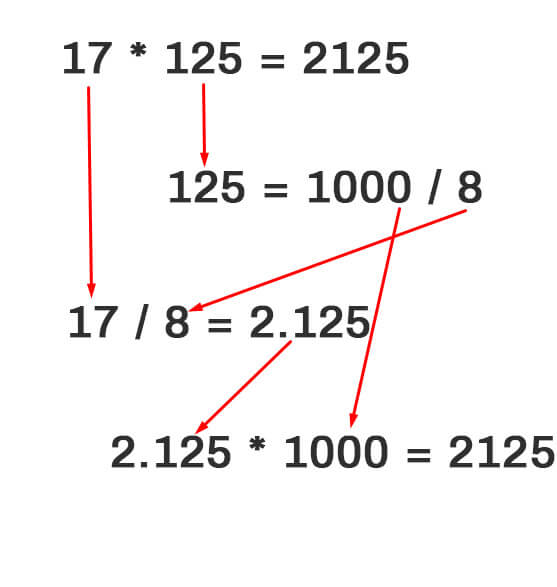 17 * 125 = 2125
125 = 1000 / 8
17 / 8 = 2.125
2.125 * 1000 = 2125